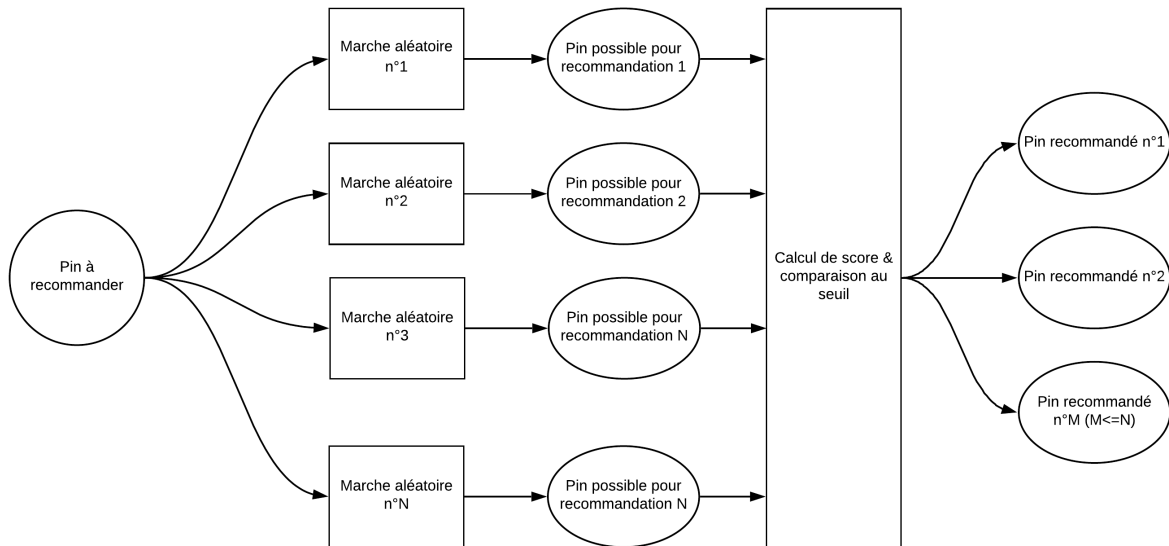 Pin à
recommander
Marche aléatoire
n°1
Marche aléatoire
n°2
Marche aléatoire
n°3
Marche aléatoire
n°N
Pin possible pour
recommandation 1
Pin possible pour
recommandation 2
Pin possible pour
recommandation N
Pin possible pour
recommandation N
Calcul de score &
comparaison au
seuil
Pin recommandé n°1
Pin recommandé n°2
Pin recommandé
n°M (M<=N)